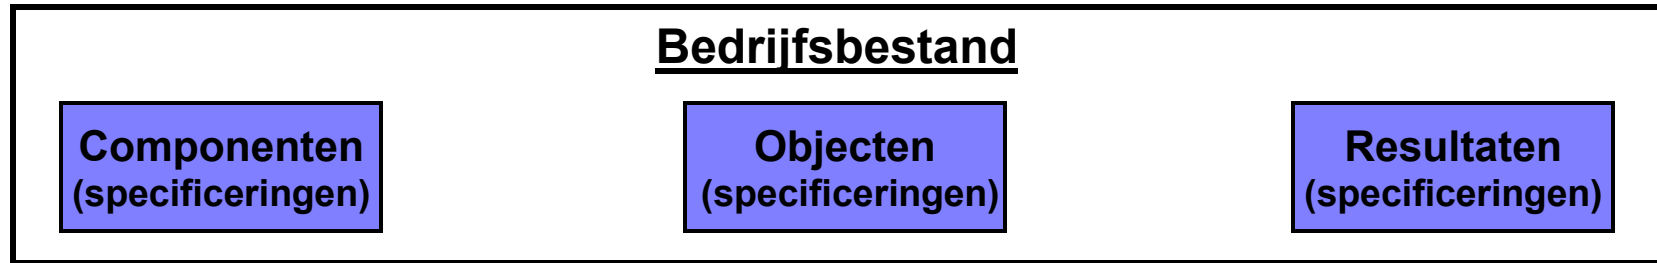 Bedrijfsbestand
Componenten
(specificeringen)
Objecten
(specificeringen)
Resultaten
(specificeringen)